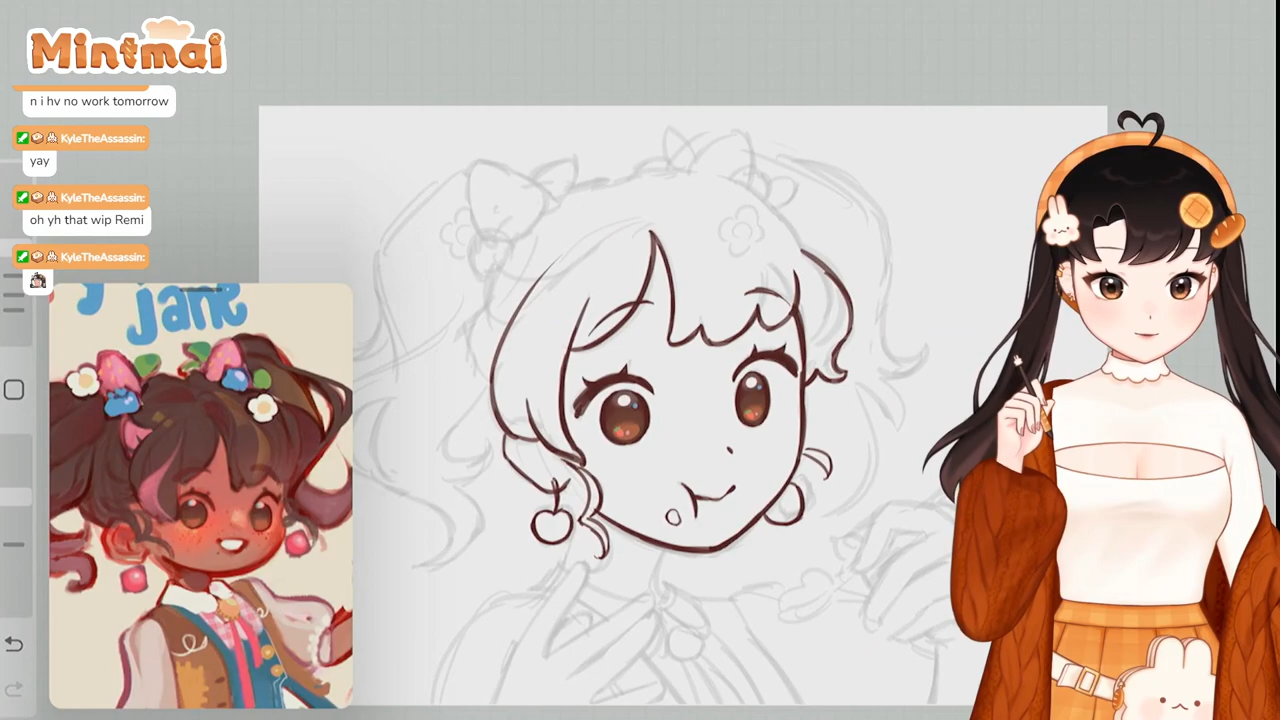 Mintmai
n i hv no work tomorrow
KyleTheAssassin:
yay
KyleTheAssassin:
oh yh that wip Remi
KyleTheAssassin:
jane